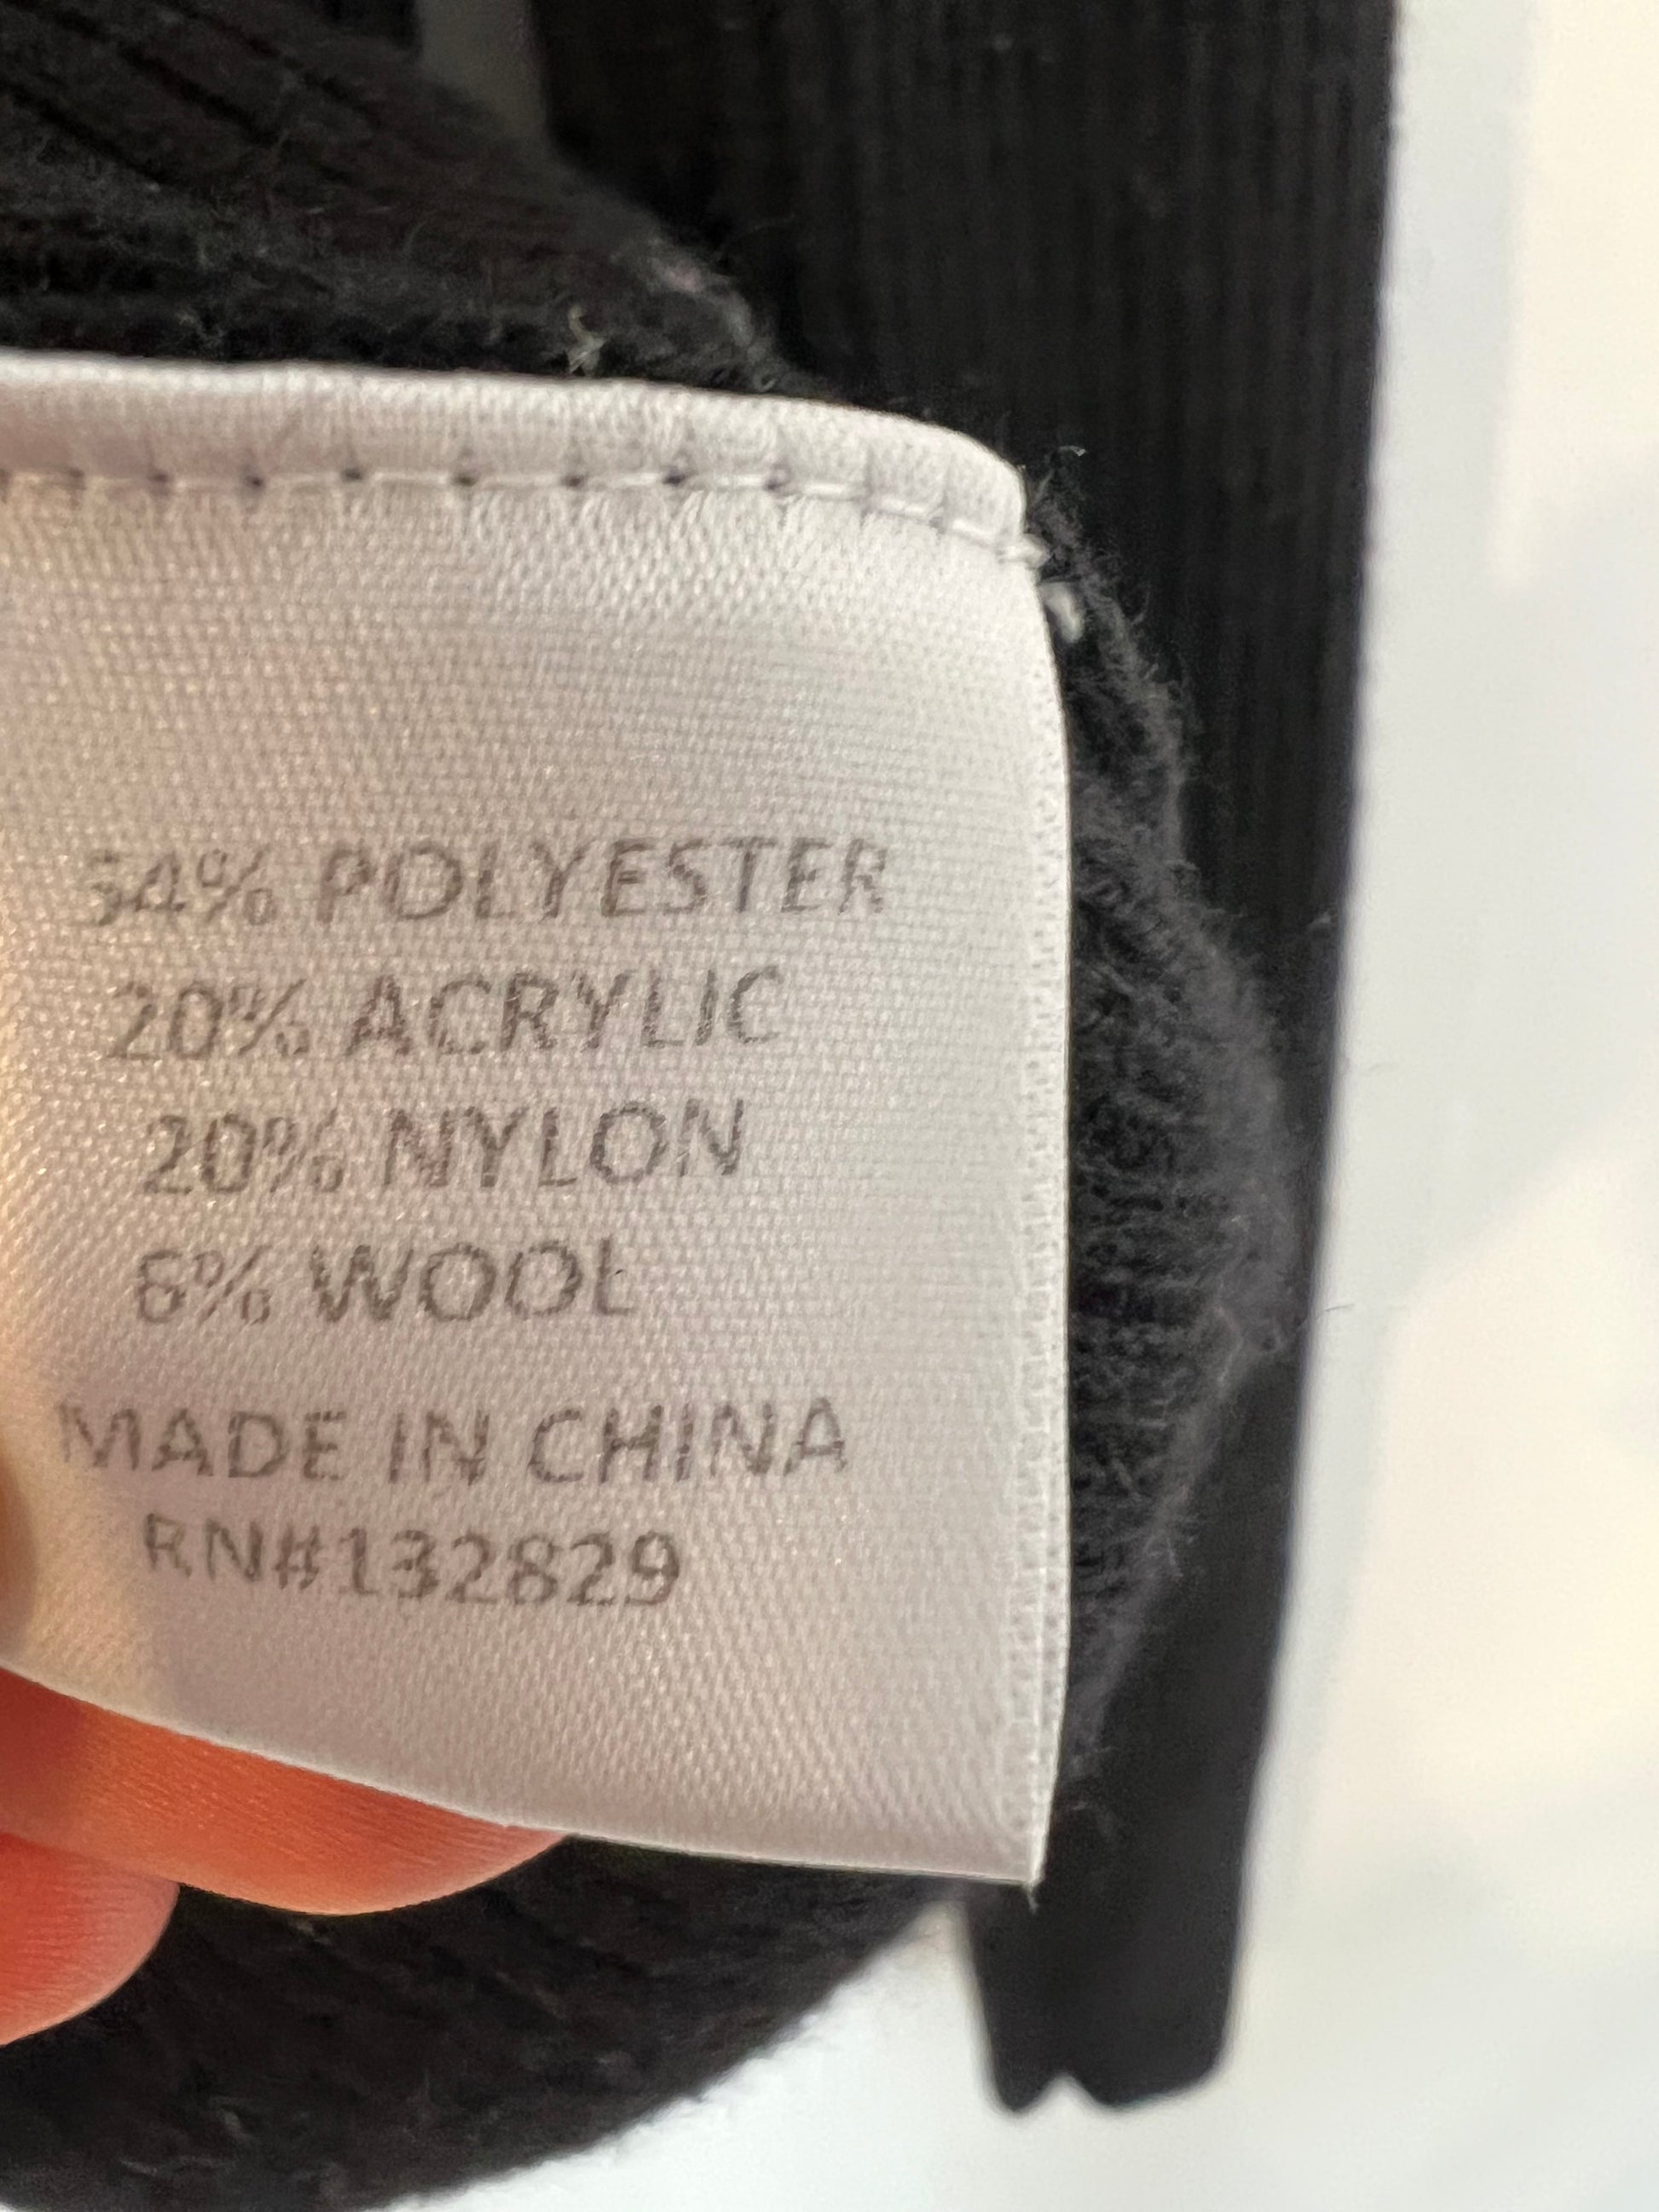 54% POLYESTER
20% ACRYLIC
20% NYLON
6% WOOL
MADE IN CHINA
RN#132829